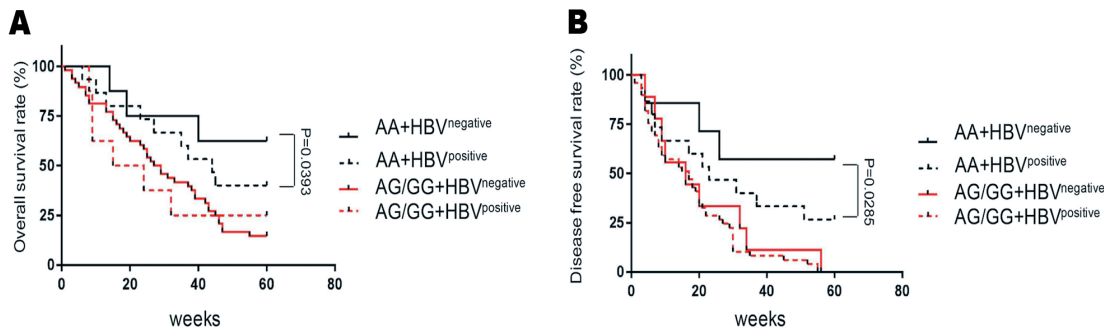 A
Overall survival rate (%)
100
75
50
25
0
0 20 40 60 80
weeks
P=0.0393
AA+HBVnegative
AA+HBVpositive
AG/GG+HBVnegative
AG/GG+HBVpositive
B
Disease free survival rate (%)
100
75
50
25
0
0 20 40 60 80
weeks
P=0.0285
AA+HBVnegative
AA+HBVpositive
AG/GG+HBVnegative
AG/GG+HBVpositive